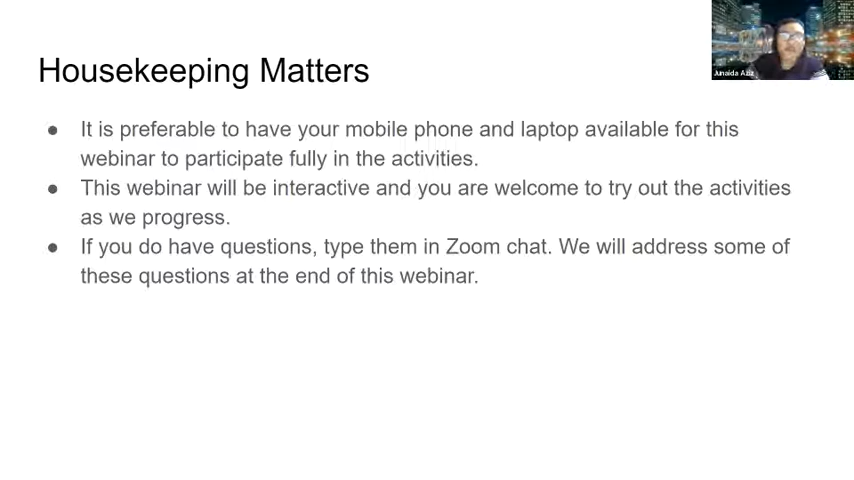 Housekeeping Matters
Junaida Aziz
● It is preferable to have your mobile phone and laptop available for this
webinar to participate fully in the activities.
● This webinar will be interactive and you are welcome to try out the activities
as we progress.
● If you do have questions, type them in Zoom chat. We will address some of
these questions at the end of this webinar.